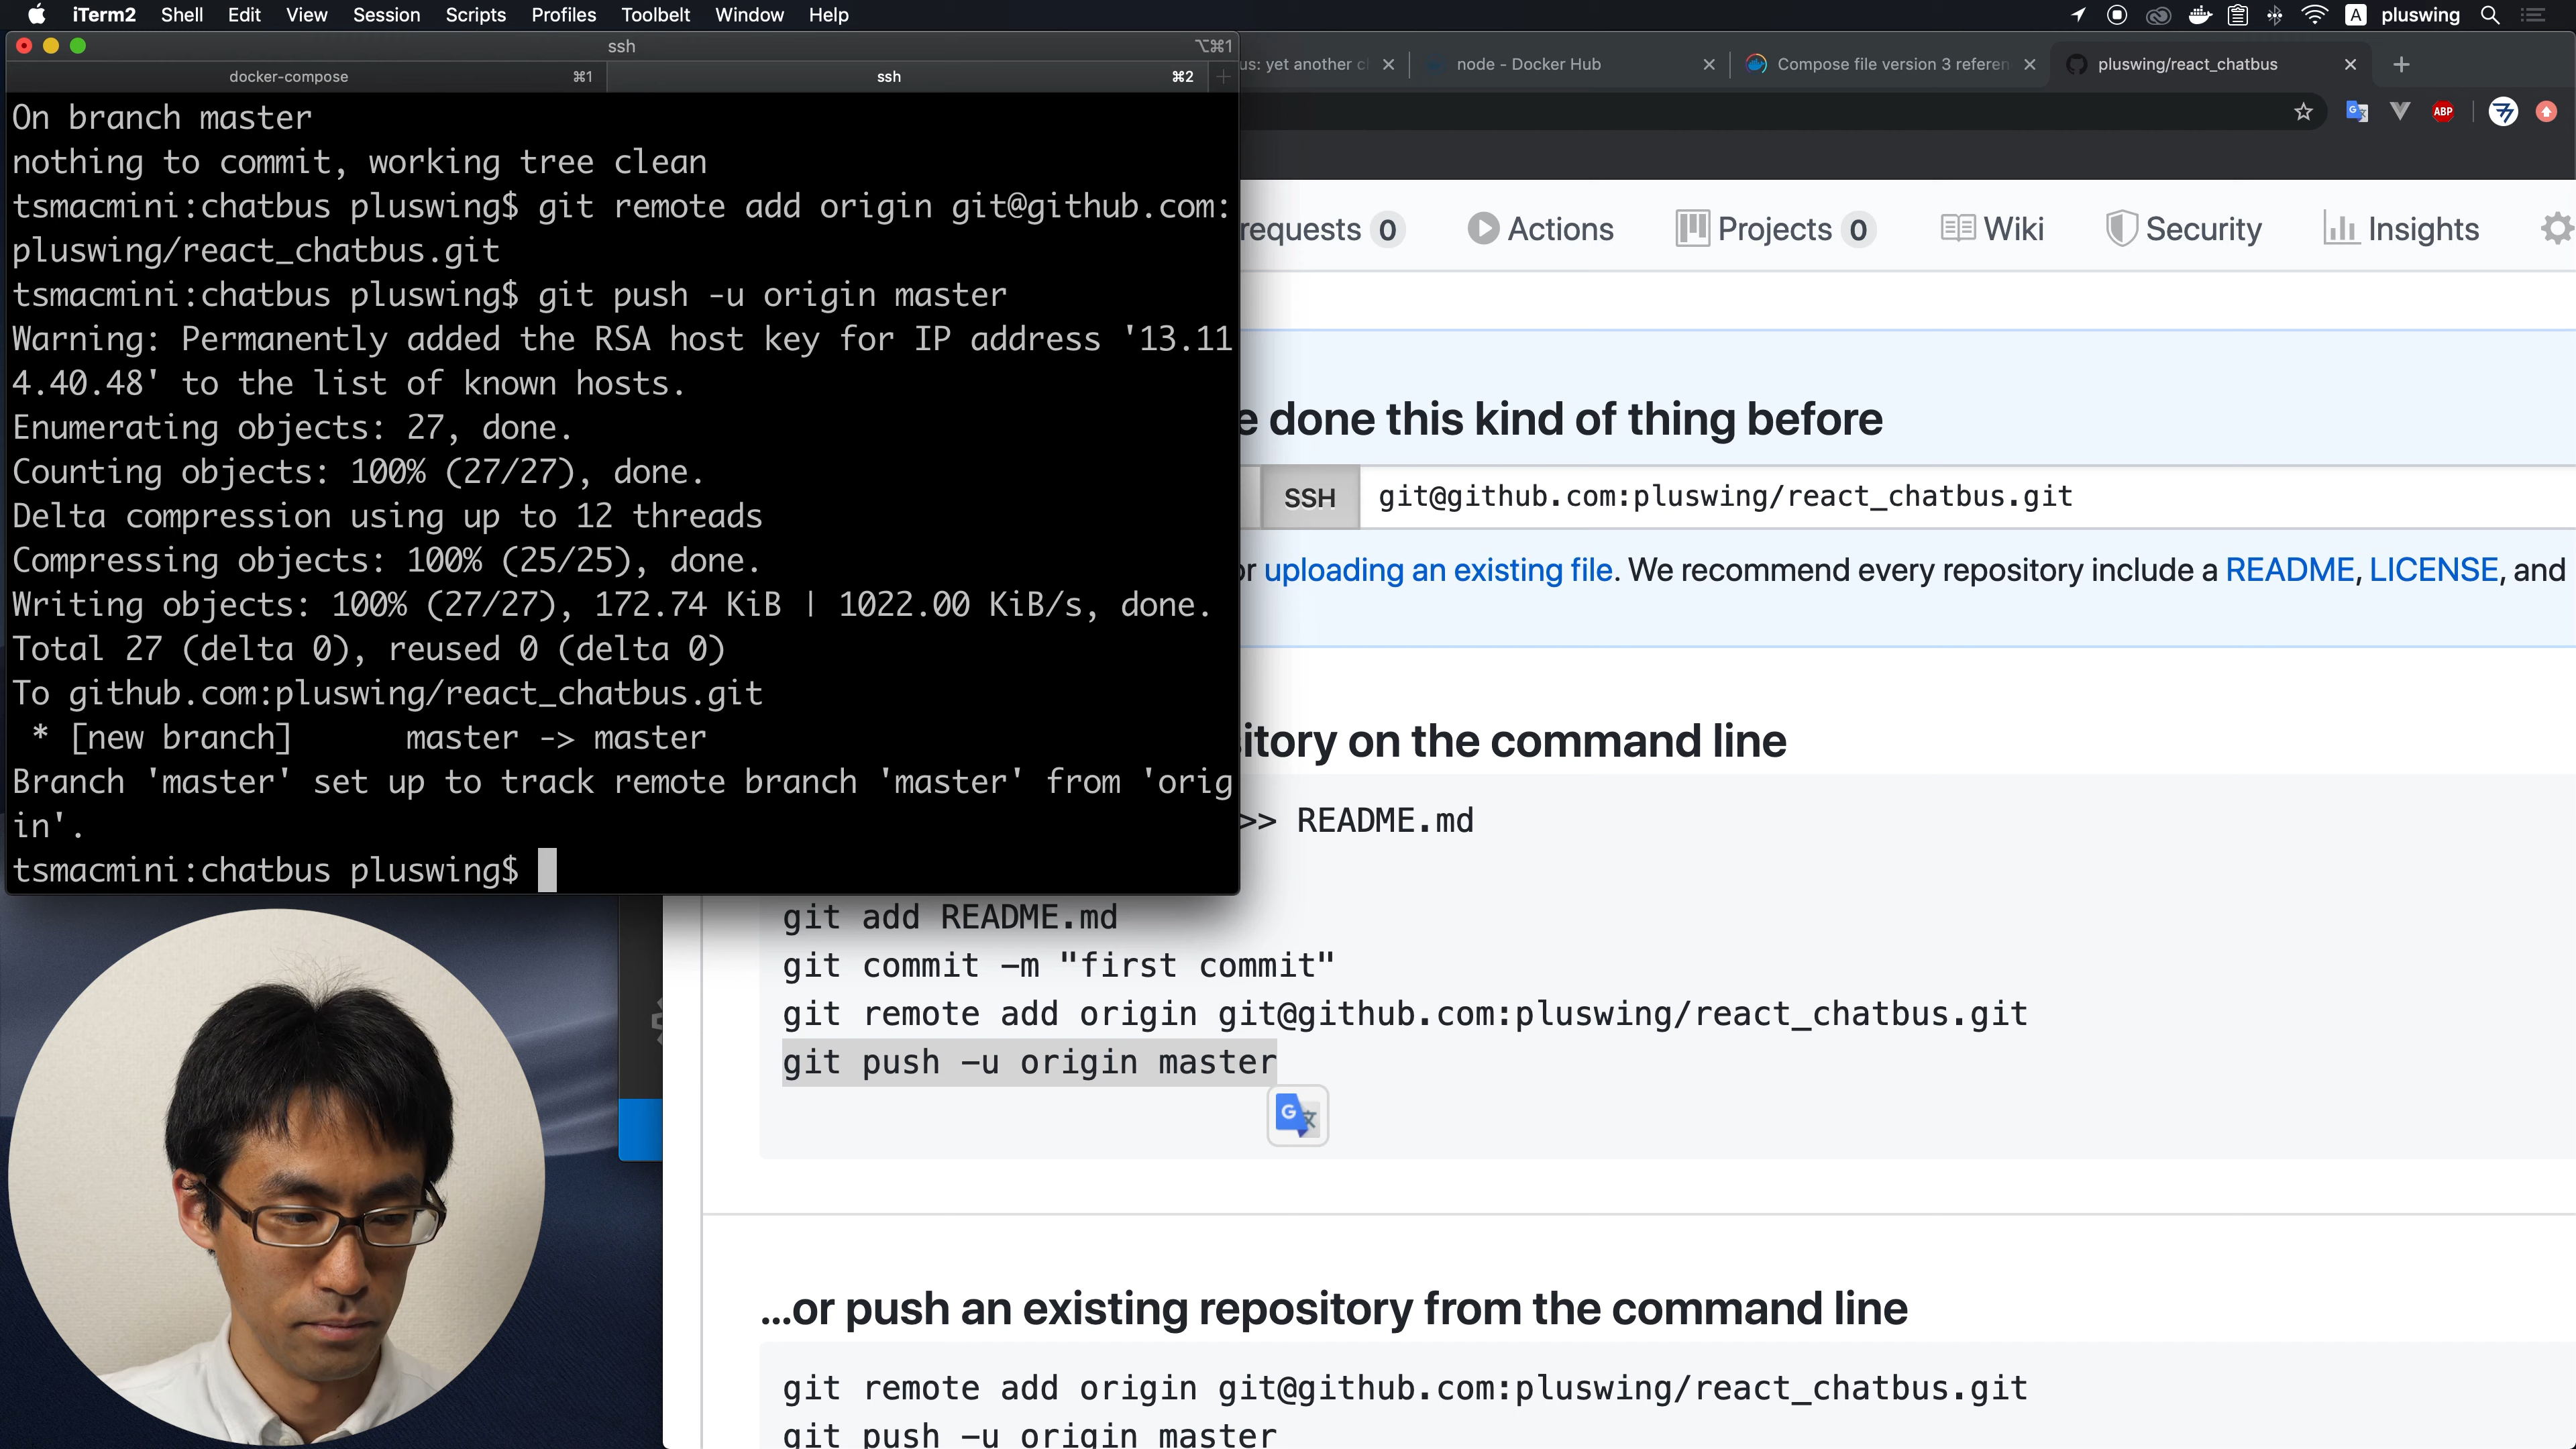 iTerm2 Shell Edit View Session Scripts Profiles Toolbelt Window Help
A pluswing
ssh ⌥⌘1
docker-compose ⌘1 ssh ⌘2
On branch master
nothing to commit, working tree clean
tsmacmini:chatbus pluswing$ git remote add origin git@github.com:
pluswing/react_chatbus.git
tsmacmini:chatbus pluswing$ git push -u origin master
Warning: Permanently added the RSA host key for IP address '13.11
4.40.48' to the list of known hosts.
Enumerating objects: 27, done.
Counting objects: 100% (27/27), done.
Delta compression using up to 12 threads
Compressing objects: 100% (25/25), done.
Writing objects: 100% (27/27), 172.74 KiB | 1022.00 KiB/s, done.
Total 27 (delta 0), reused 0 (delta 0)
To github.com:pluswing/react_chatbus.git
* [new branch] master -> master
Branch 'master' set up to track remote branch 'master' from 'orig
in'.
tsmacmini:chatbus pluswing$
us: yet another c
node - Docker Hub
Compose file version 3 referen
pluswing/react_chatbus
ABP
requests 0 Actions Projects 0 Wiki Security Insights
e done this kind of thing before
SSH git@github.com:pluswing/react_chatbus.git
or uploading an existing file. We recommend every repository include a README, LICENSE, and
itory on the command line
>> README.md
git add README.md
git commit -m "first commit"
git remote add origin git@github.com:pluswing/react_chatbus.git
git push -u origin master
G文
...or push an existing repository from the command line
git remote add origin git@github.com:pluswing/react_chatbus.git
git push -u origin master